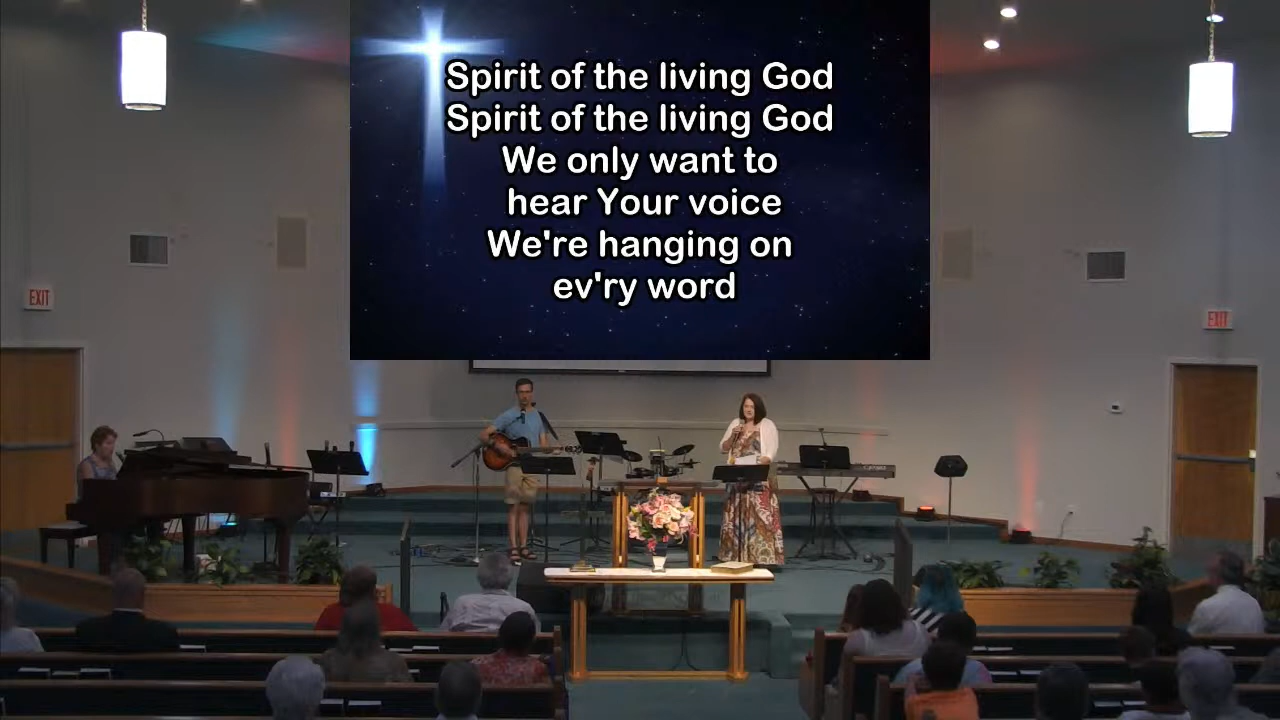 Spirit of the living God
Spirit of the living God
We only want to
hear Your voice
We're hanging on
ev'ry word
EXIT
EXIT